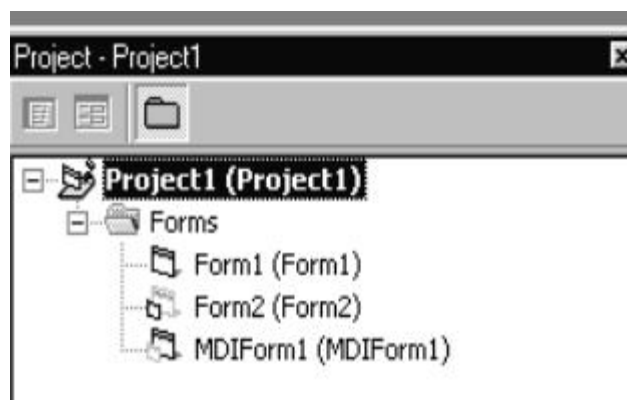 Project - Project1
Project1 (Project1)
Forms
Form1 (Form1)
Form2 (Form2)
MDIForm1 (MDIForm1)